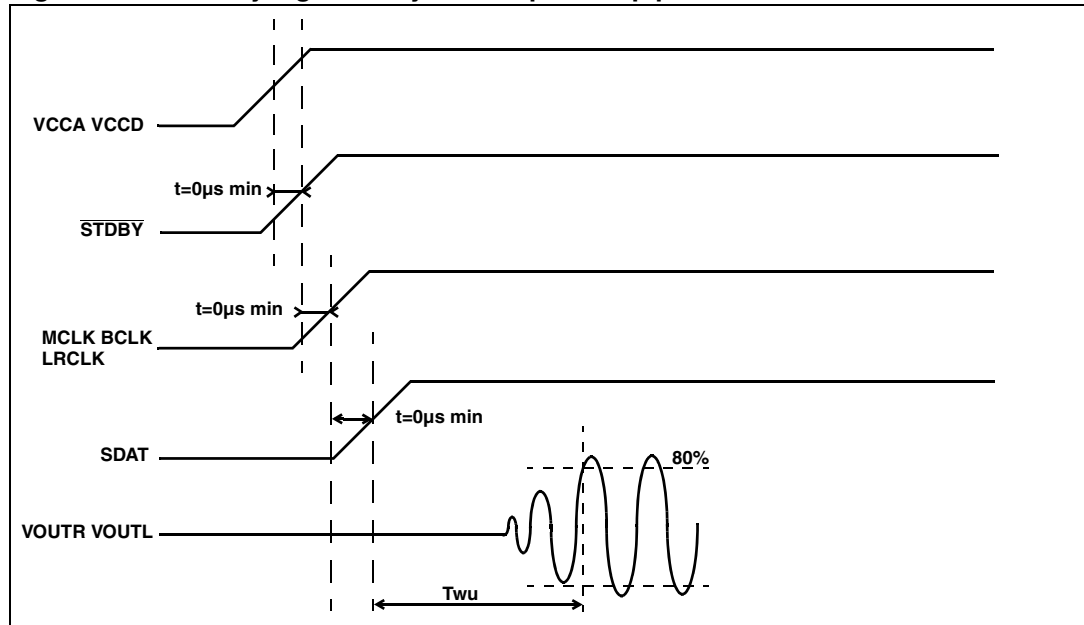 VCCA VCCD
t=0µs min
STDBY
t=0µs min
MCLK BCLK
LRCLK
t=0µs min
SDAT
80%
VOUTR VOUTL
Twu